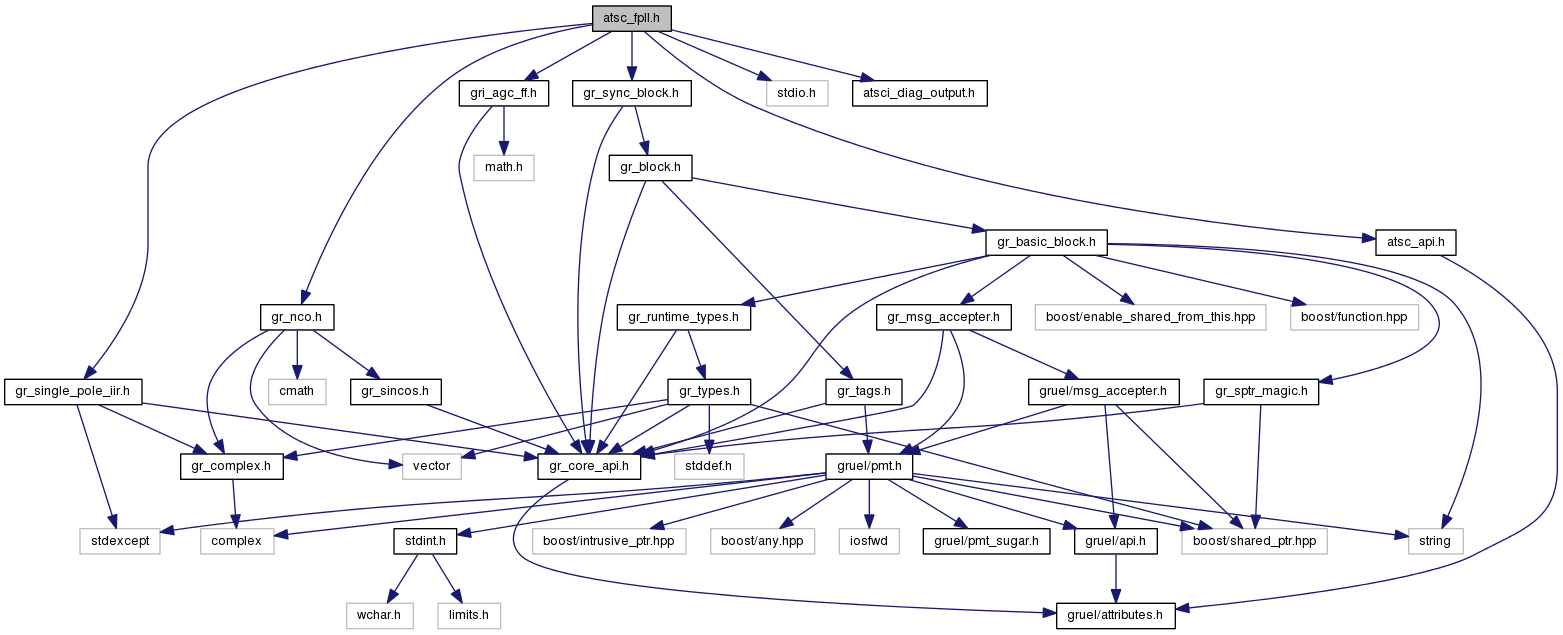 atsc_fpll.h
gri_agc_ff.h
gr_sync_block.h
stdio.h
atsci_diag_output.h
math.h
gr_block.h
gr_basic_block.h
atsc_api.h
gr_nco.h
gr_runtime_types.h
gr_msg_accepter.h
boost/enable_shared_from_this.hpp
boost/function.hpp
gr_single_pole_iir.h
cmath
gr_sincos.h
gr_types.h
gr_tags.h
gruel/msg_accepter.h
gr_sptr_magic.h
gr_complex.h
vector
gr_core_api.h
stddef.h
gruel/pmt.h
stdexcept
complex
stdint.h
boost/intrusive_ptr.hpp
boost/any.hpp
iosfwd
gruel/pmt_sugar.h
gruel/api.h
boost/shared_ptr.hpp
string
wchar.h
limits.h
gruel/attributes.h